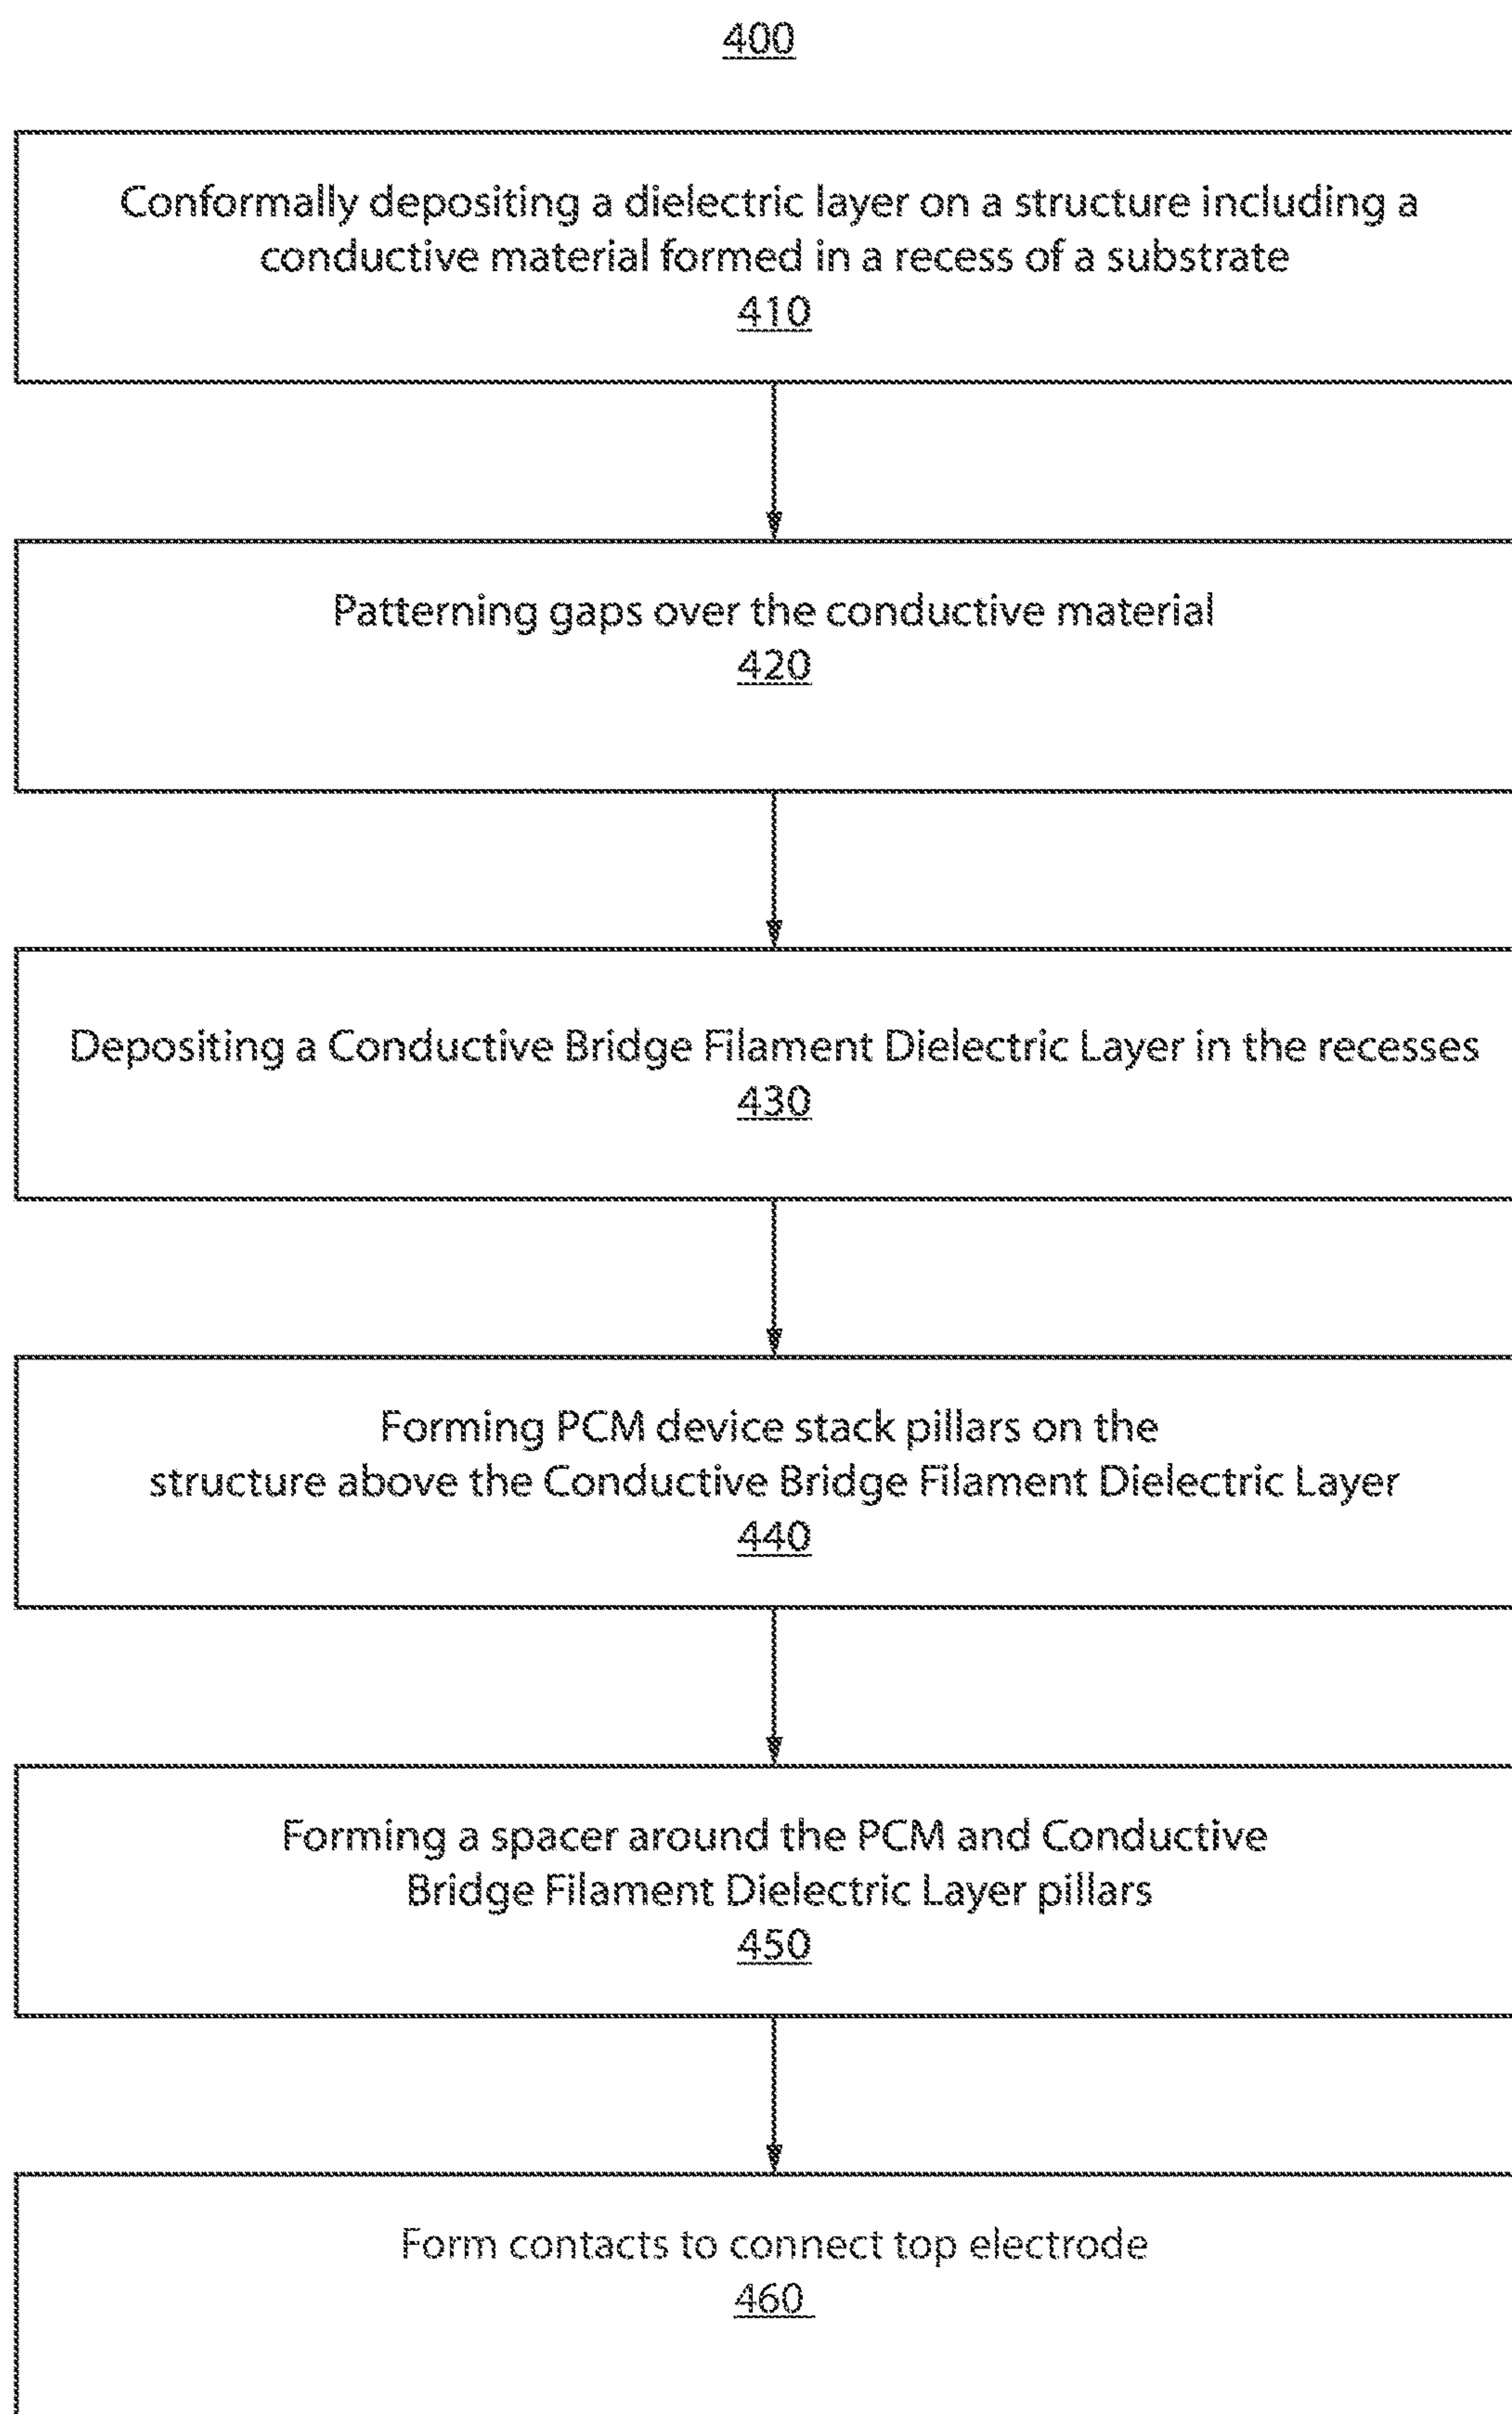 400
Conformally depositing a dielectric layer on a structure including a
conductive material formed in a recess of a substrate
410
Patterning gaps over the conductive material
420
Depositing a Conductive Bridge Filament Dielectric Layer in the recesses
430
Forming PCM device stack pillars on the
structure above the Conductive Bridge Filament Dielectric Layer
440
Forming a spacer around the PCM and Conductive
Bridge Filament Dielectric Layer pillars
450
Form contacts to connect top electrode
460